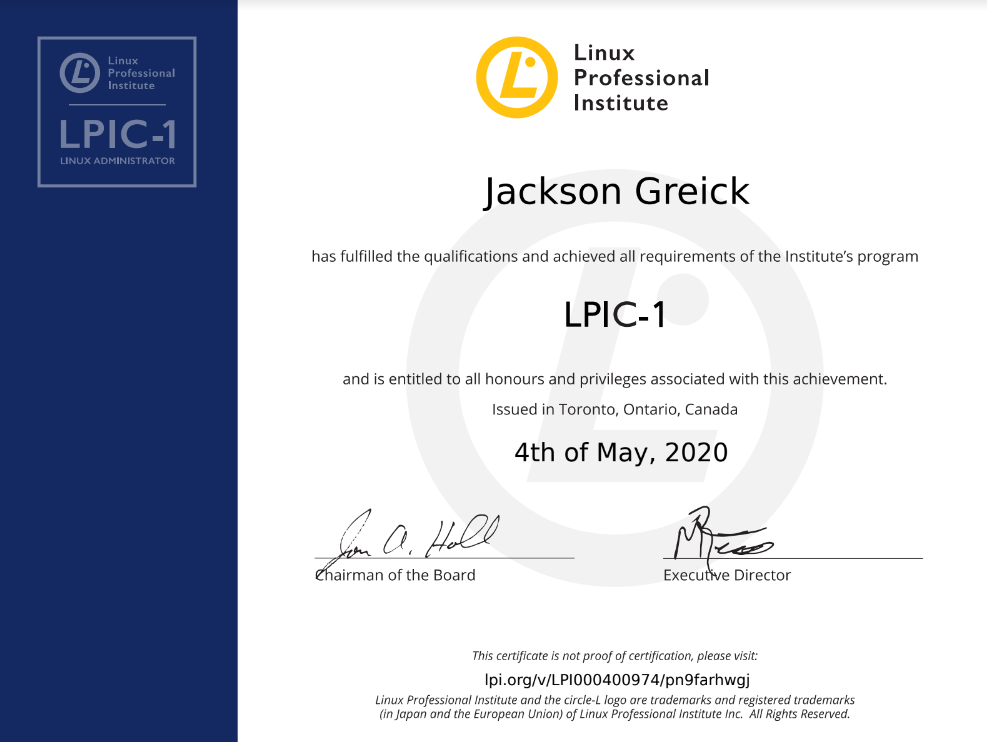 Linux
Professional
Institute
LPIC-1
LINUX ADMINISTRATOR
Linux
Professional
Institute
Jackson Greick
has fulfilled the qualifications and achieved all requirements of the Institute's program
LPIC-1
and is entitled to all honours and privileges associated with this achievement.
Issued in Toronto, Ontario, Canada
4th of May, 2020
Jon A. Hall
Chairman of the Board
Executive Director
This certificate is not proof of certification, please visit:
lpi.org/v/LPI000400974/pn9farhwgj
Linux Professional Institute and the circle-L logo are trademarks and registered trademarks
(in Japan and the European Union) of Linux Professional Institute Inc. All Rights Reserved.